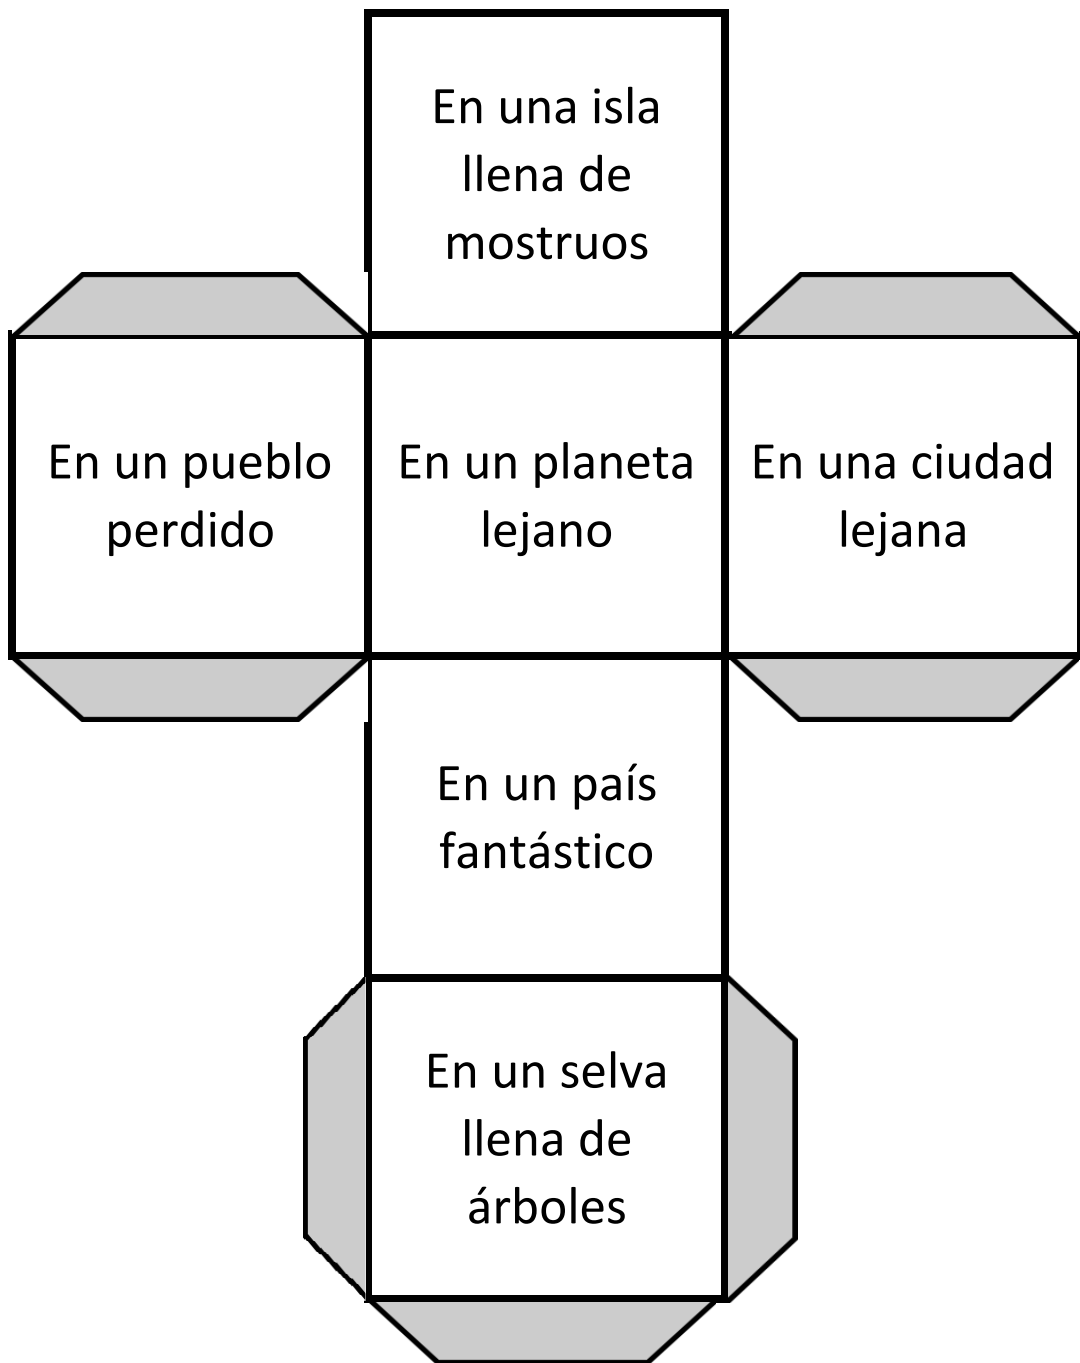 En una isla
llena de
mostruos
En un pueblo
perdido
En un planeta
lejano
En una ciudad
lejana
En un país
fantástico
En un selva
llena de
árboles